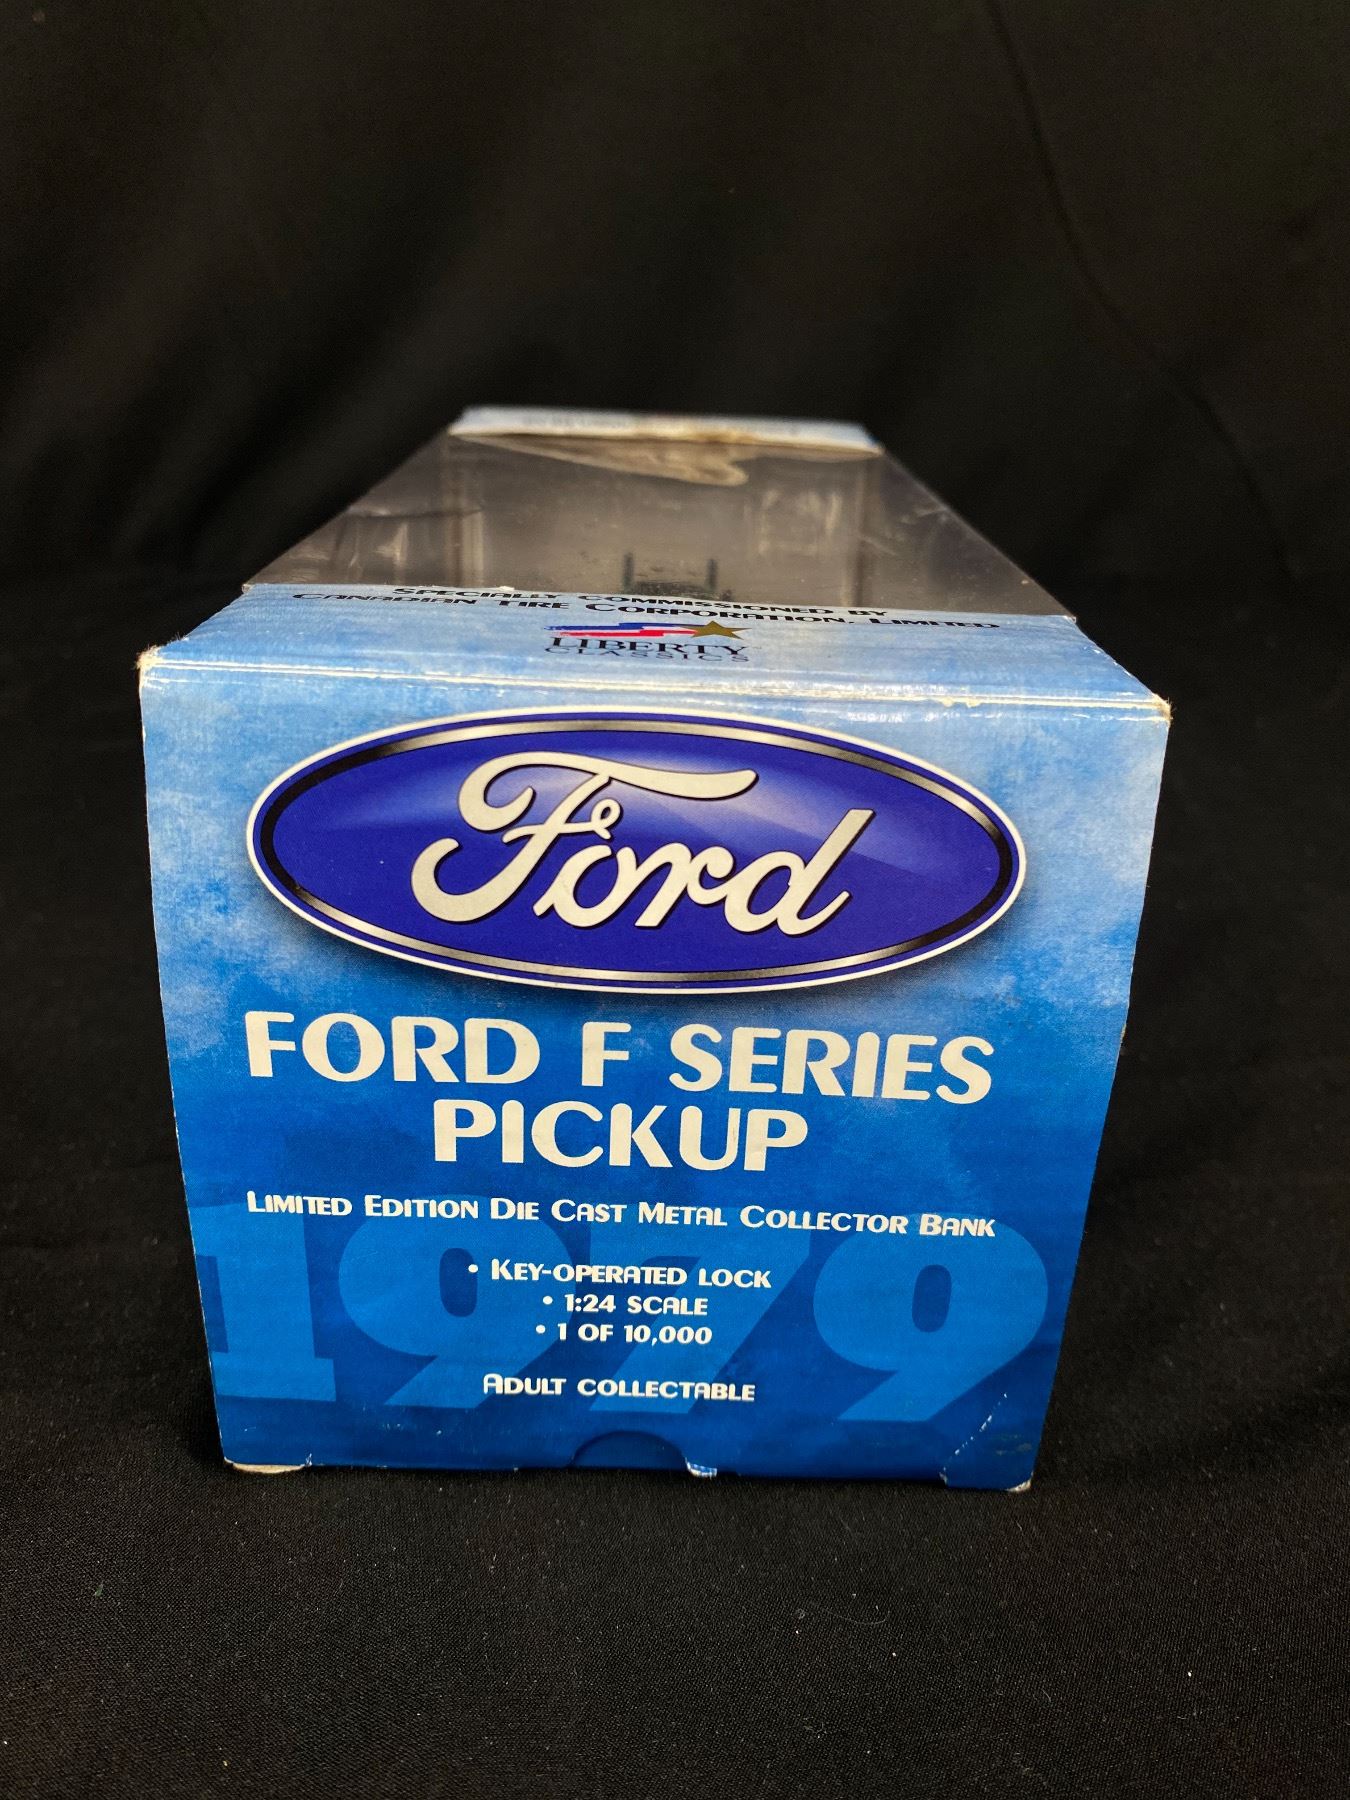 SPECIALLY COMMISSIONED BY
CANADIAN TIRE CORPORATION, LIMITED
LIBERTY
CLASSICS
Ford
FORD F SERIES
PICKUP
LIMITED EDITION DIE CAST METAL COLLECTOR BANK
1979
• KEY-OPERATED LOCK
• 1:24 SCALE
• 1 OF 10,000
ADULT COLLECTABLE